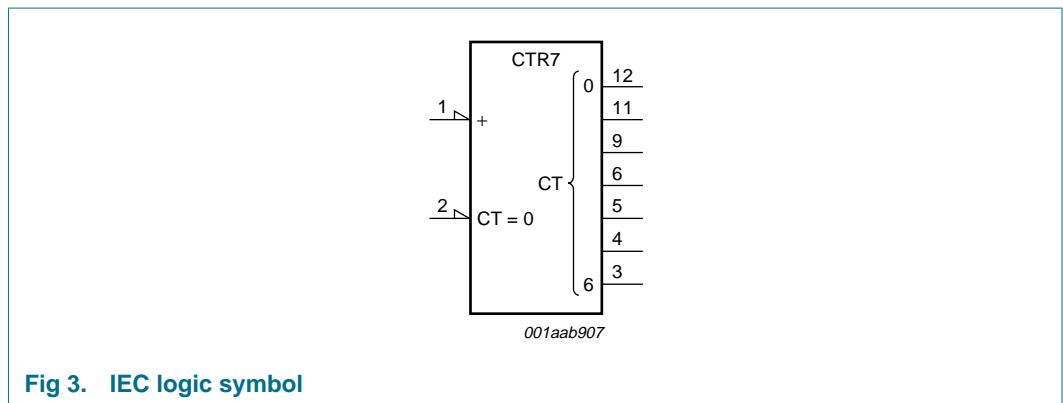 CTR7
0 12
1 + 11
9
CT 6
2 CT = 0 5
4
6 3
001aab907
Fig 3. IEC logic symbol